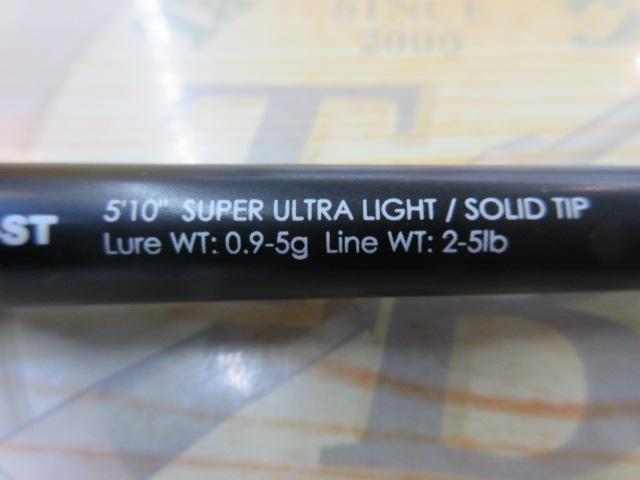 SINCE
2000
T
-ST 5'10" SUPER ULTRA LIGHT / SOLID TIP
Lure WT: 0.9-5g Line WT: 2-5lb
B